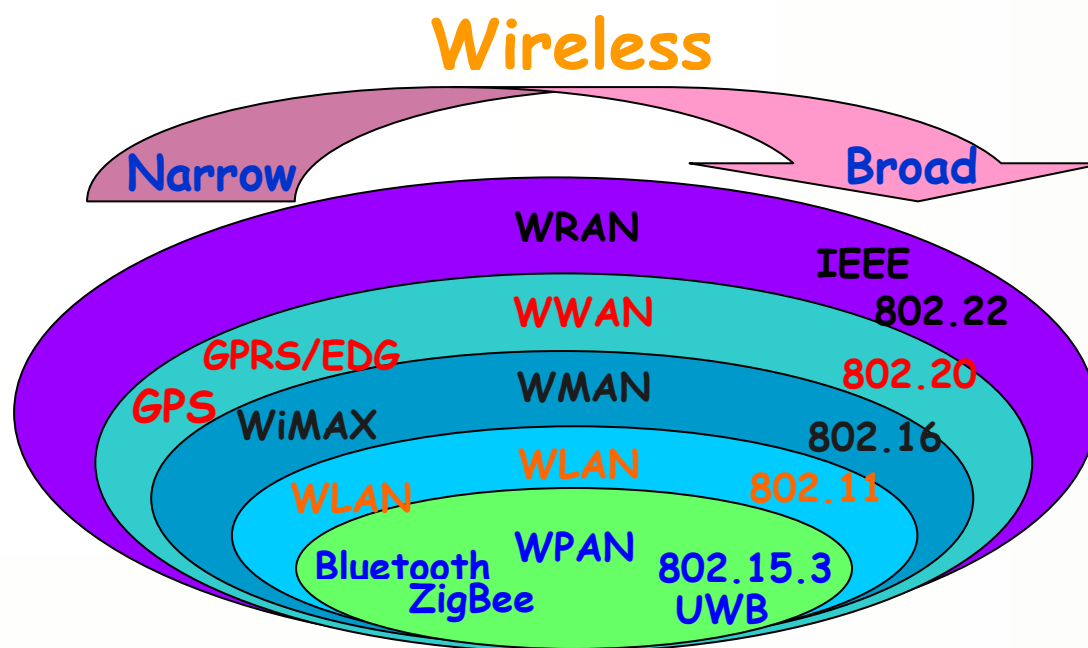 Wireless
Narrow
Broad
WRAN
IEEE
802.22
WWAN
GPRS/EDG
802.20
GPS
WMAN
WiMAX
802.16
WLAN
802.11
WLAN
WPAN
Bluetooth
802.15.3
ZigBee
UWB